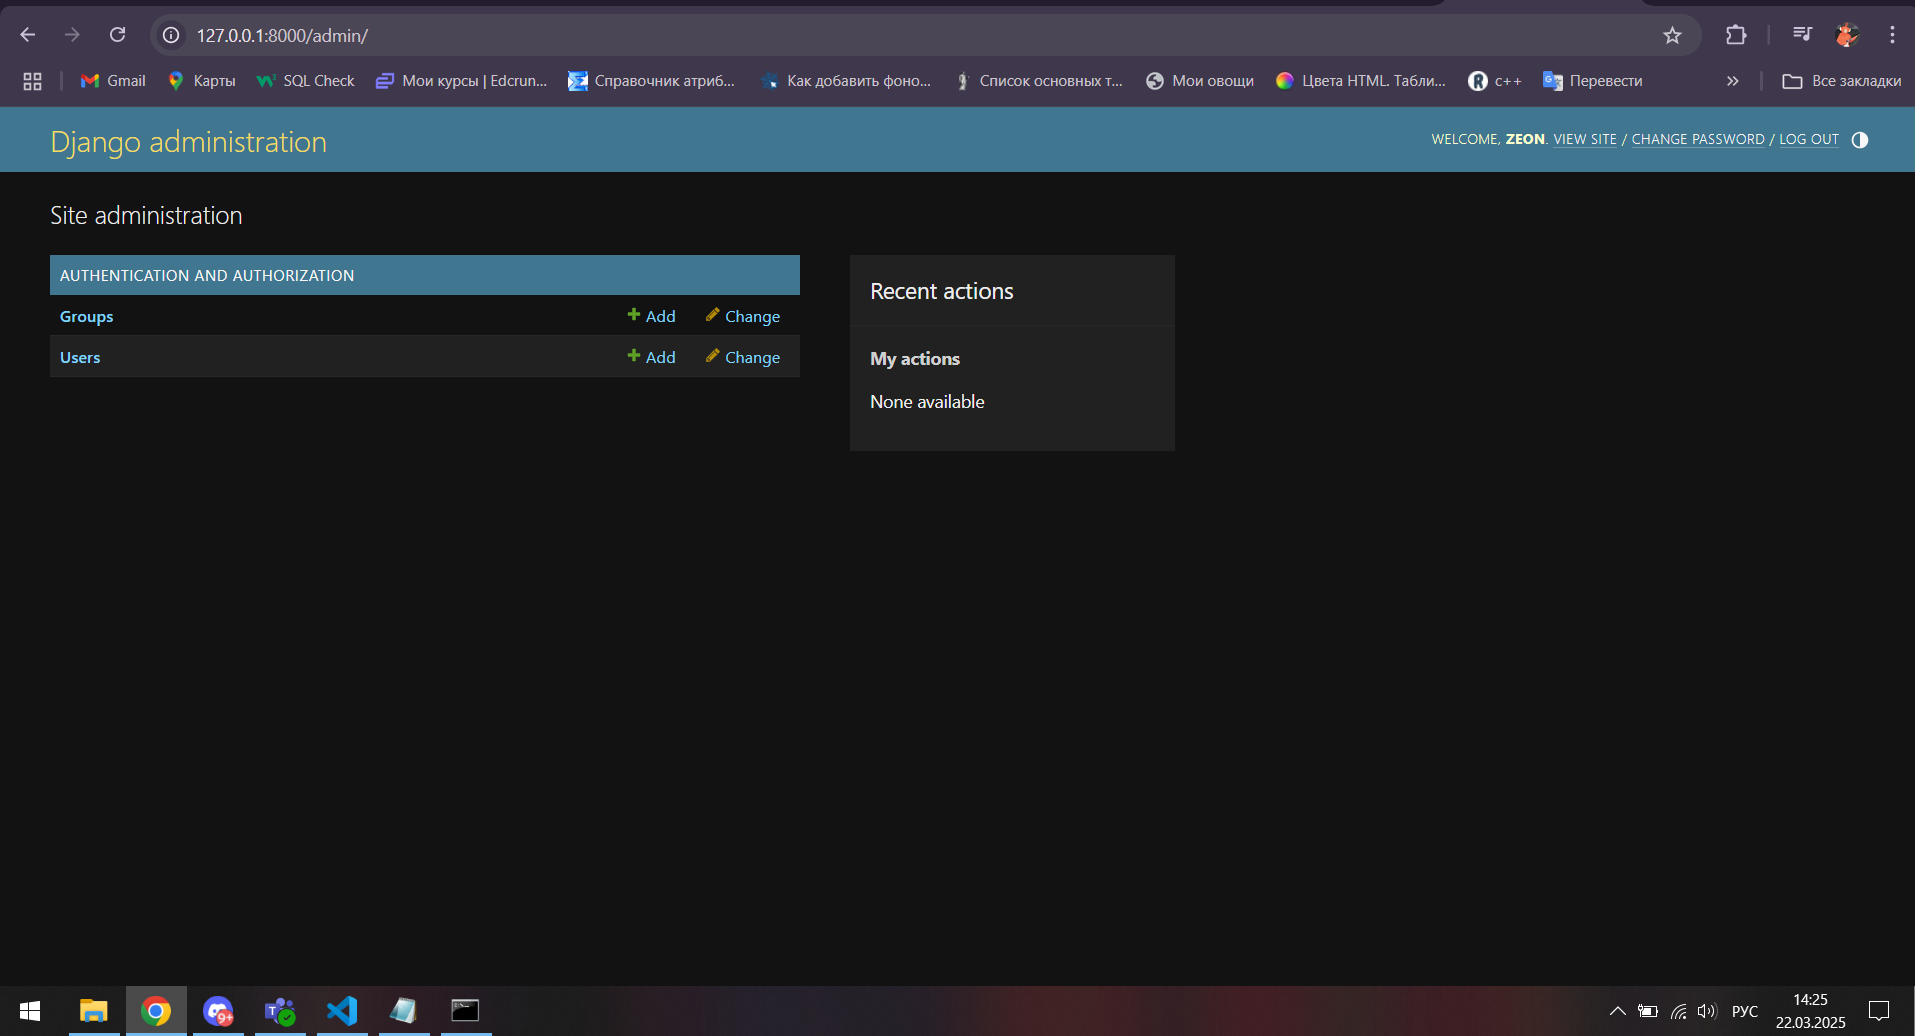 127.0.0.1:8000/admin/
Gmail
Карты
SQL Check
Мои курсы | Edcrun...
Справочник атриб...
Как добавить фоно...
Список основных т...
Мои овощи
Цвета HTML. Табли...
R
c++
Перевести
»
Все закладки
Django administration
WELCOME, ZEON. VIEW SITE / CHANGE PASSWORD / LOG OUT
Site administration
AUTHENTICATION AND AUTHORIZATION
Groups
Add
Change
Users
Add
Change
Recent actions
My actions
None available
9+
T
РУС
14:25
22.03.2025